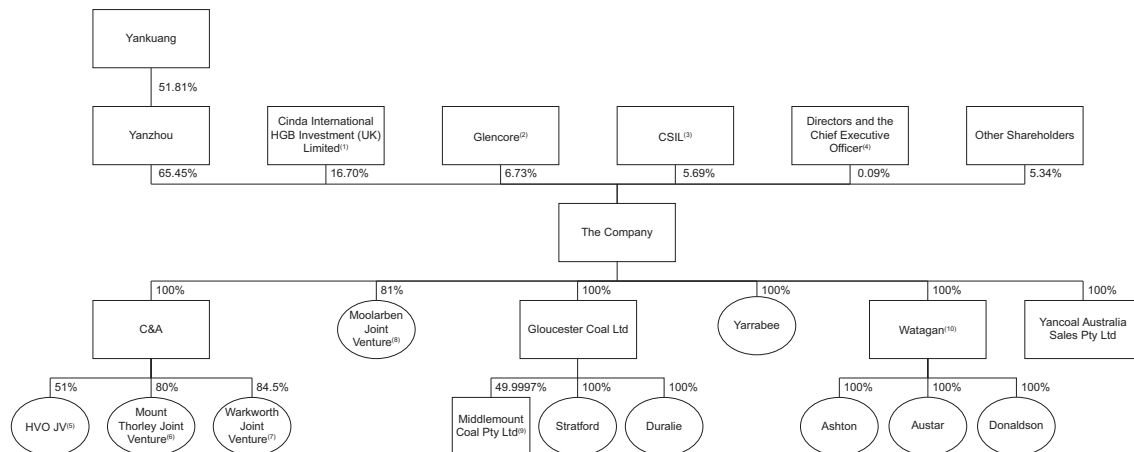 Yankuang
51.81%
Yanzhou
Cinda International
HGB Investment (UK)
Limited(1)
Glencore(2)
CSIL(3)
Directors and the
Chief Executive
Officer(4)
Other Shareholders
65.45%
16.70%
6.73%
5.69%
0.09%
5.34%
The Company
100%
81%
100%
100%
100%
100%
C&A
Moolarben
Joint
Venture(8)
Gloucester Coal Ltd
Yarrabee
Watagan(10)
Yancoal Australia
Sales Pty Ltd
51%
80%
84.5%
49.9997%
100%
100%
100%
100%
100%
HVO JV(5)
Mount
Thorley Joint
Venture(6)
Warkworth
Joint
Venture(7)
Middlemount
Coal Pty Ltd(9)
Stratford
Duralie
Ashton
Austar
Donaldson